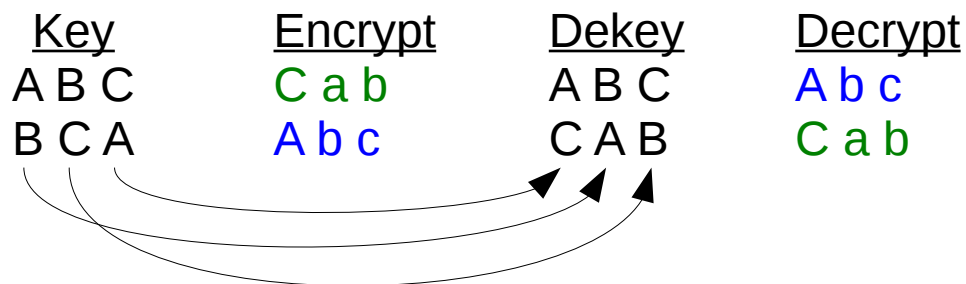 Key Encrypt Dekey Decrypt
A B C C a b A B C A b c
B C A A b c C A B C a b